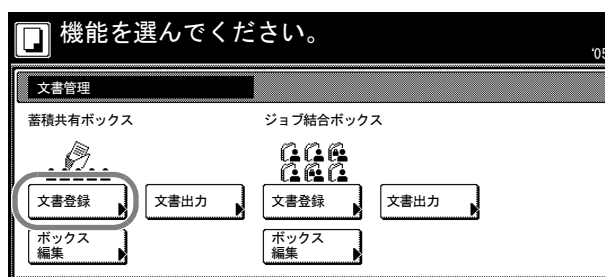 機能を選んでください。
'05
文書管理
蓄積共有ボックス
ジョブ結合ボックス
文書登録
文書出力
文書登録
文書出力
ボックス
編集
ボックス
編集